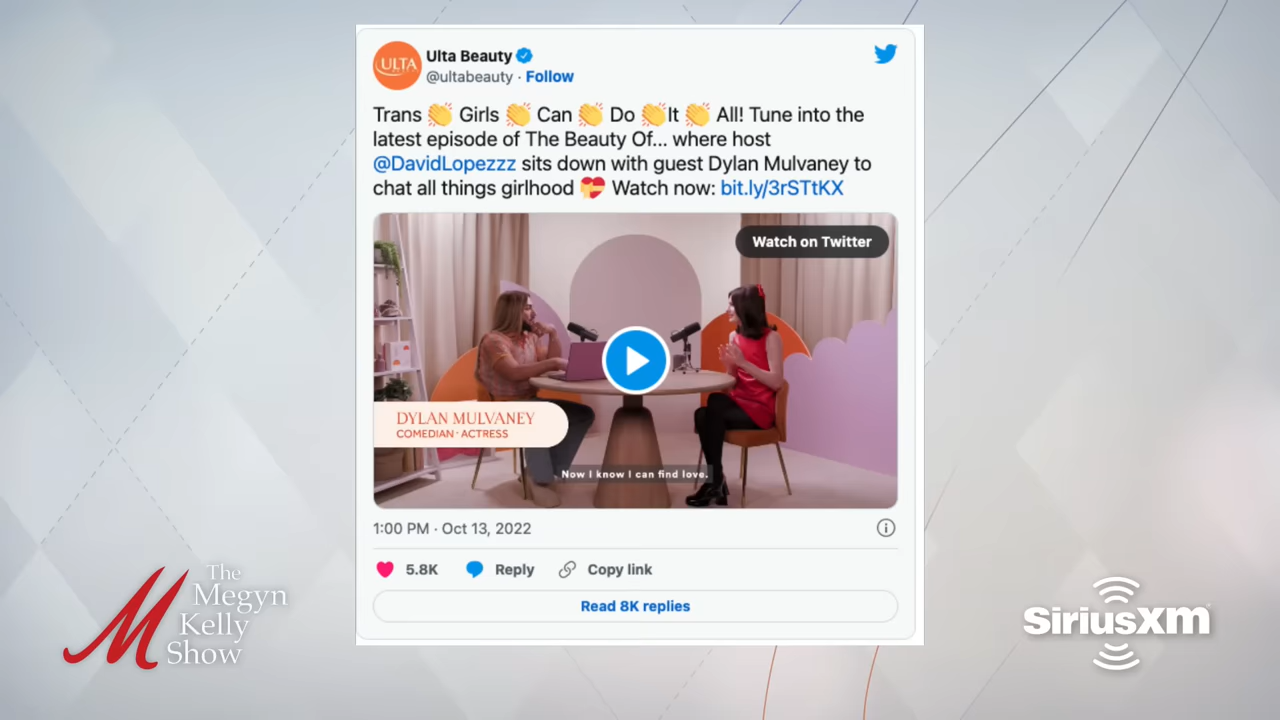 ULTA
Ulta Beauty
@ultabeauty · Follow
Trans 👏 Girls 👏 Can 👏 Do 👏It 👏 All! Tune into the
latest episode of The Beauty Of... where host
@DavidLopezzz sits down with guest Dylan Mulvaney to
chat all things girlhood 💝 Watch now: bit.ly/3rSTtKX
Watch on Twitter
DYLAN MULVANEY
COMEDIAN · ACTRESS
Now I know I can find love.
1:00 PM · Oct 13, 2022
5.8K Reply Copy link
Read 8K replies
The
Megyn
Kelly
Show
SiriusXM